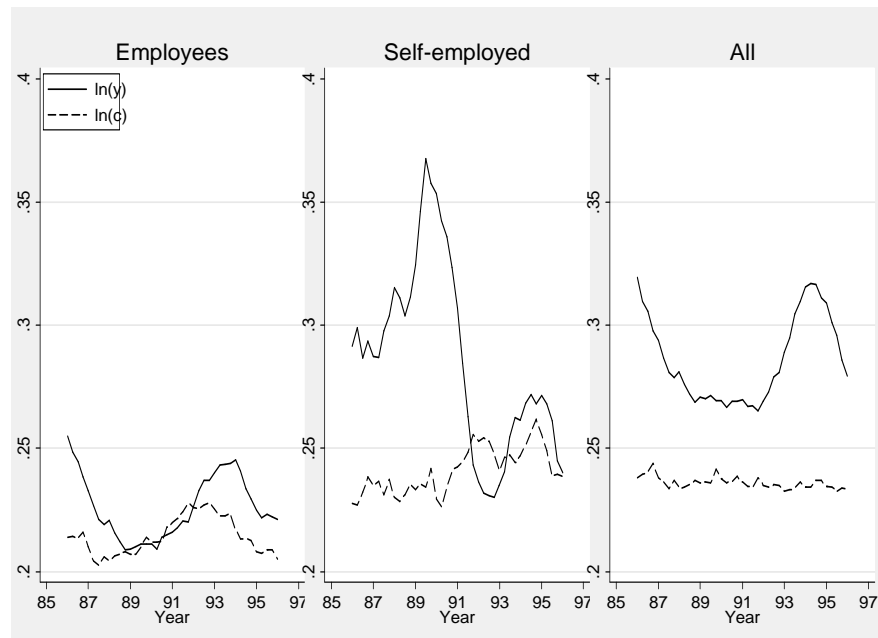 Employees
Self-employed
All
ln(y)
ln(c)
.4
.35
.3
.25
.2
85 87 89 91 93 95 97
Year
.4
.35
.3
.25
.2
85 87 89 91 93 95 97
Year
.4
.35
.3
.25
.2
85 87 89 91 93 95 97
Year